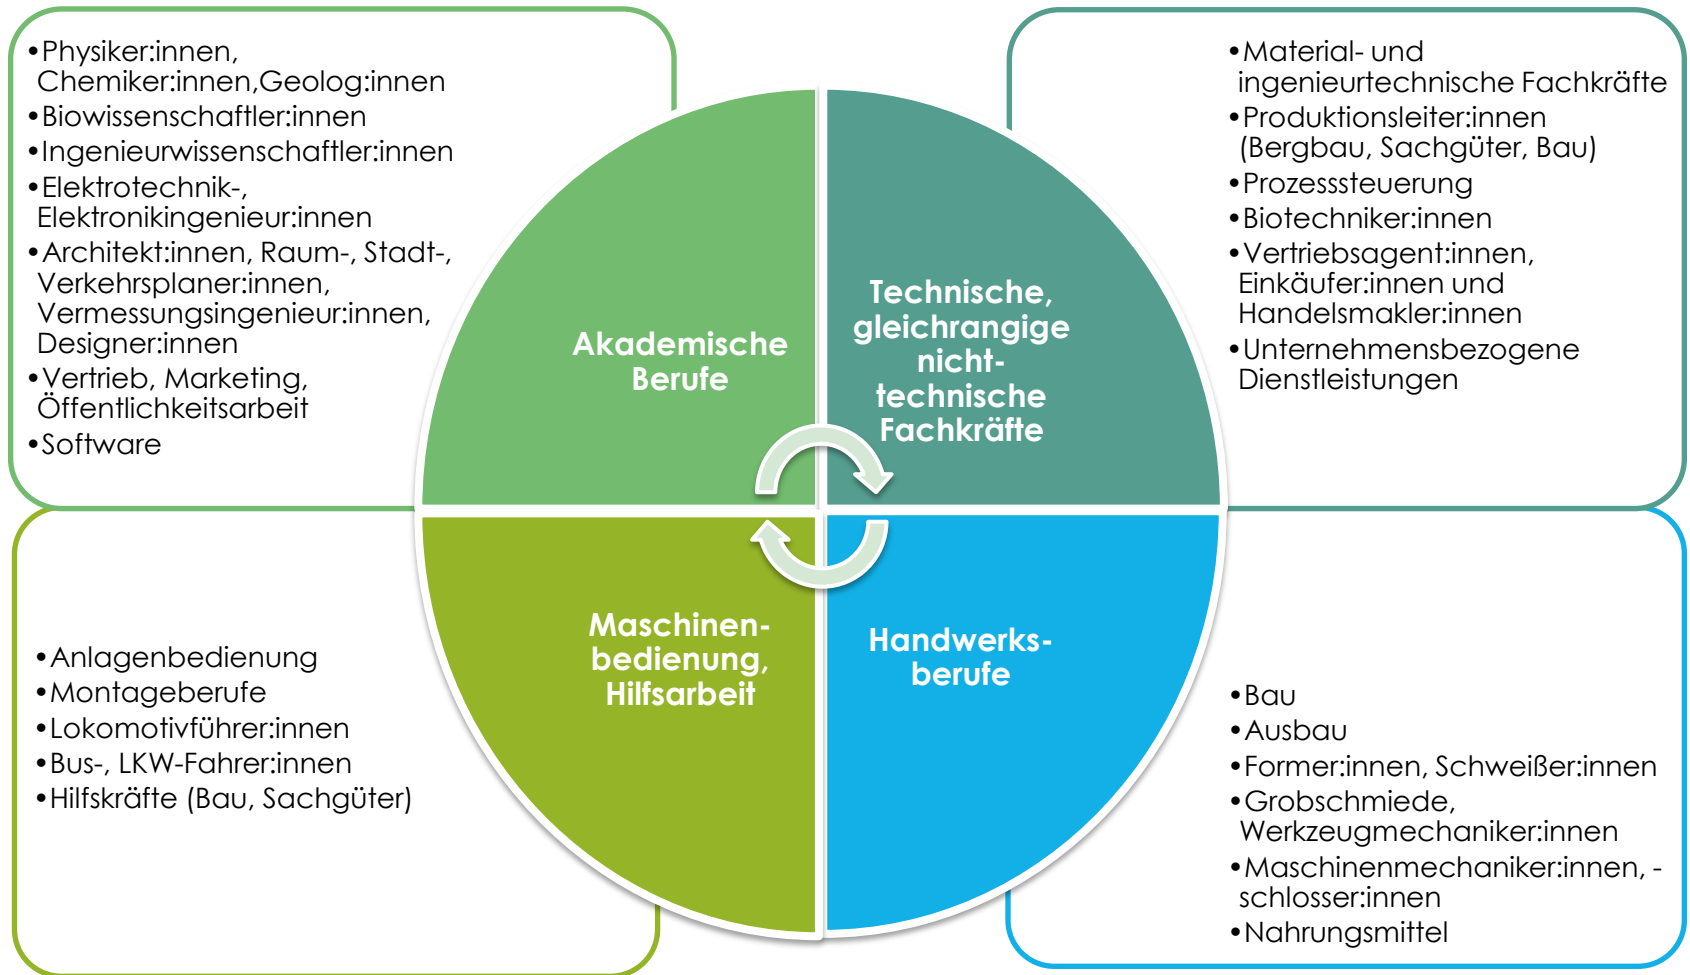 •Physiker:innen,
Chemiker:innen,Geolog:innen
•Biowissenschaftler:innen
•Ingenieurwissenschaftler:innen
•Elektrotechnik-,
Elektronikingenieur:innen
•Architekt:innen, Raum-, Stadt-,
Verkehrsplaner:innen,
Vermessungsingenieur:innen,
Designer:innen
•Vertrieb, Marketing,
Öffentlichkeitsarbeit
•Software
Akademische
Berufe
Technische,
gleichrangige
nicht-
technische
Fachkräfte
•Material- und
ingenieurtechnische Fachkräfte
•Produktionsleiter:innen
(Bergbau, Sachgüter, Bau)
•Prozesssteuerung
•Biotechniker:innen
•Vertriebsagent:innen,
Einkäufer:innen und
Handelsmakler:innen
•Unternehmensbezogene
Dienstleistungen
•Anlagenbedienung
•Montageberufe
•Lokomotivführer:innen
•Bus-, LKW-Fahrer:innen
•Hilfskräfte (Bau, Sachgüter)
Maschinen-
bedienung,
Hilfsarbeit
Handwerks-
berufe
•Bau
•Ausbau
•Former:innen, Schweißer:innen
•Grobschmiede,
Werkzeugmechaniker:innen
•Maschinenmechaniker:innen, -
schlosser:innen
•Nahrungsmittel